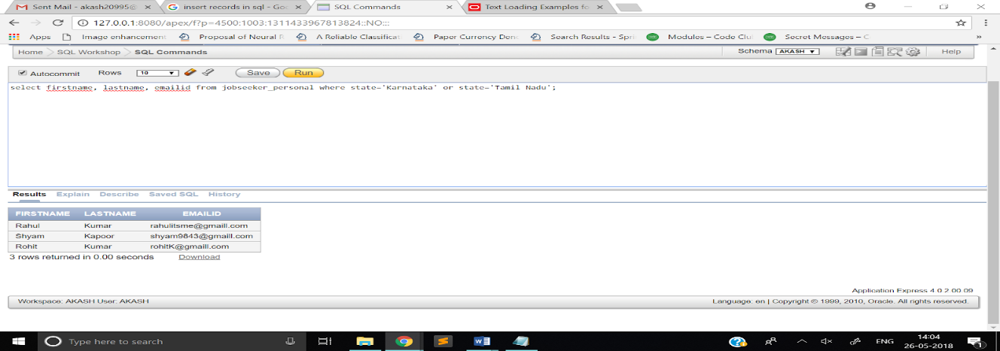 Sent Mail - akash20995@ × insert records in sql - Goo × SQL Commands × Text Loading Examples fo ×
127.0.0.1:8080/apex/f?p=4500:1003:1311433967813824::NO:::
Apps Image enhancement Proposal of Neural R A Reliable Classificat Paper Currency Deno Search Results - Spri Modules – Code Clu Secret Messages – C »
Home SQL Workshop SQL Commands Schema AKASH Help
Autocommit Rows 10 Save Run
select firstname, lastname, emailid from jobseeker_personal where state='Karnataka' or state='Tamil Nadu';
Results Explain Describe Saved SQL History
FIRSTNAME LASTNAME EMAILID
Rahul Kumar rahulitsme@gmaill.com
Shyam Kapoor shyam9843@gmaill.com
Rohit Kumar rohitK@gmaill.com
3 rows returned in 0.00 seconds Download
Application Express 4.0.2.00.09
Workspace: AKASH User: AKASH Language: en | Copyright © 1999, 2010, Oracle. All rights reserved.
Type here to search ENG 14:04
26-05-2018 1